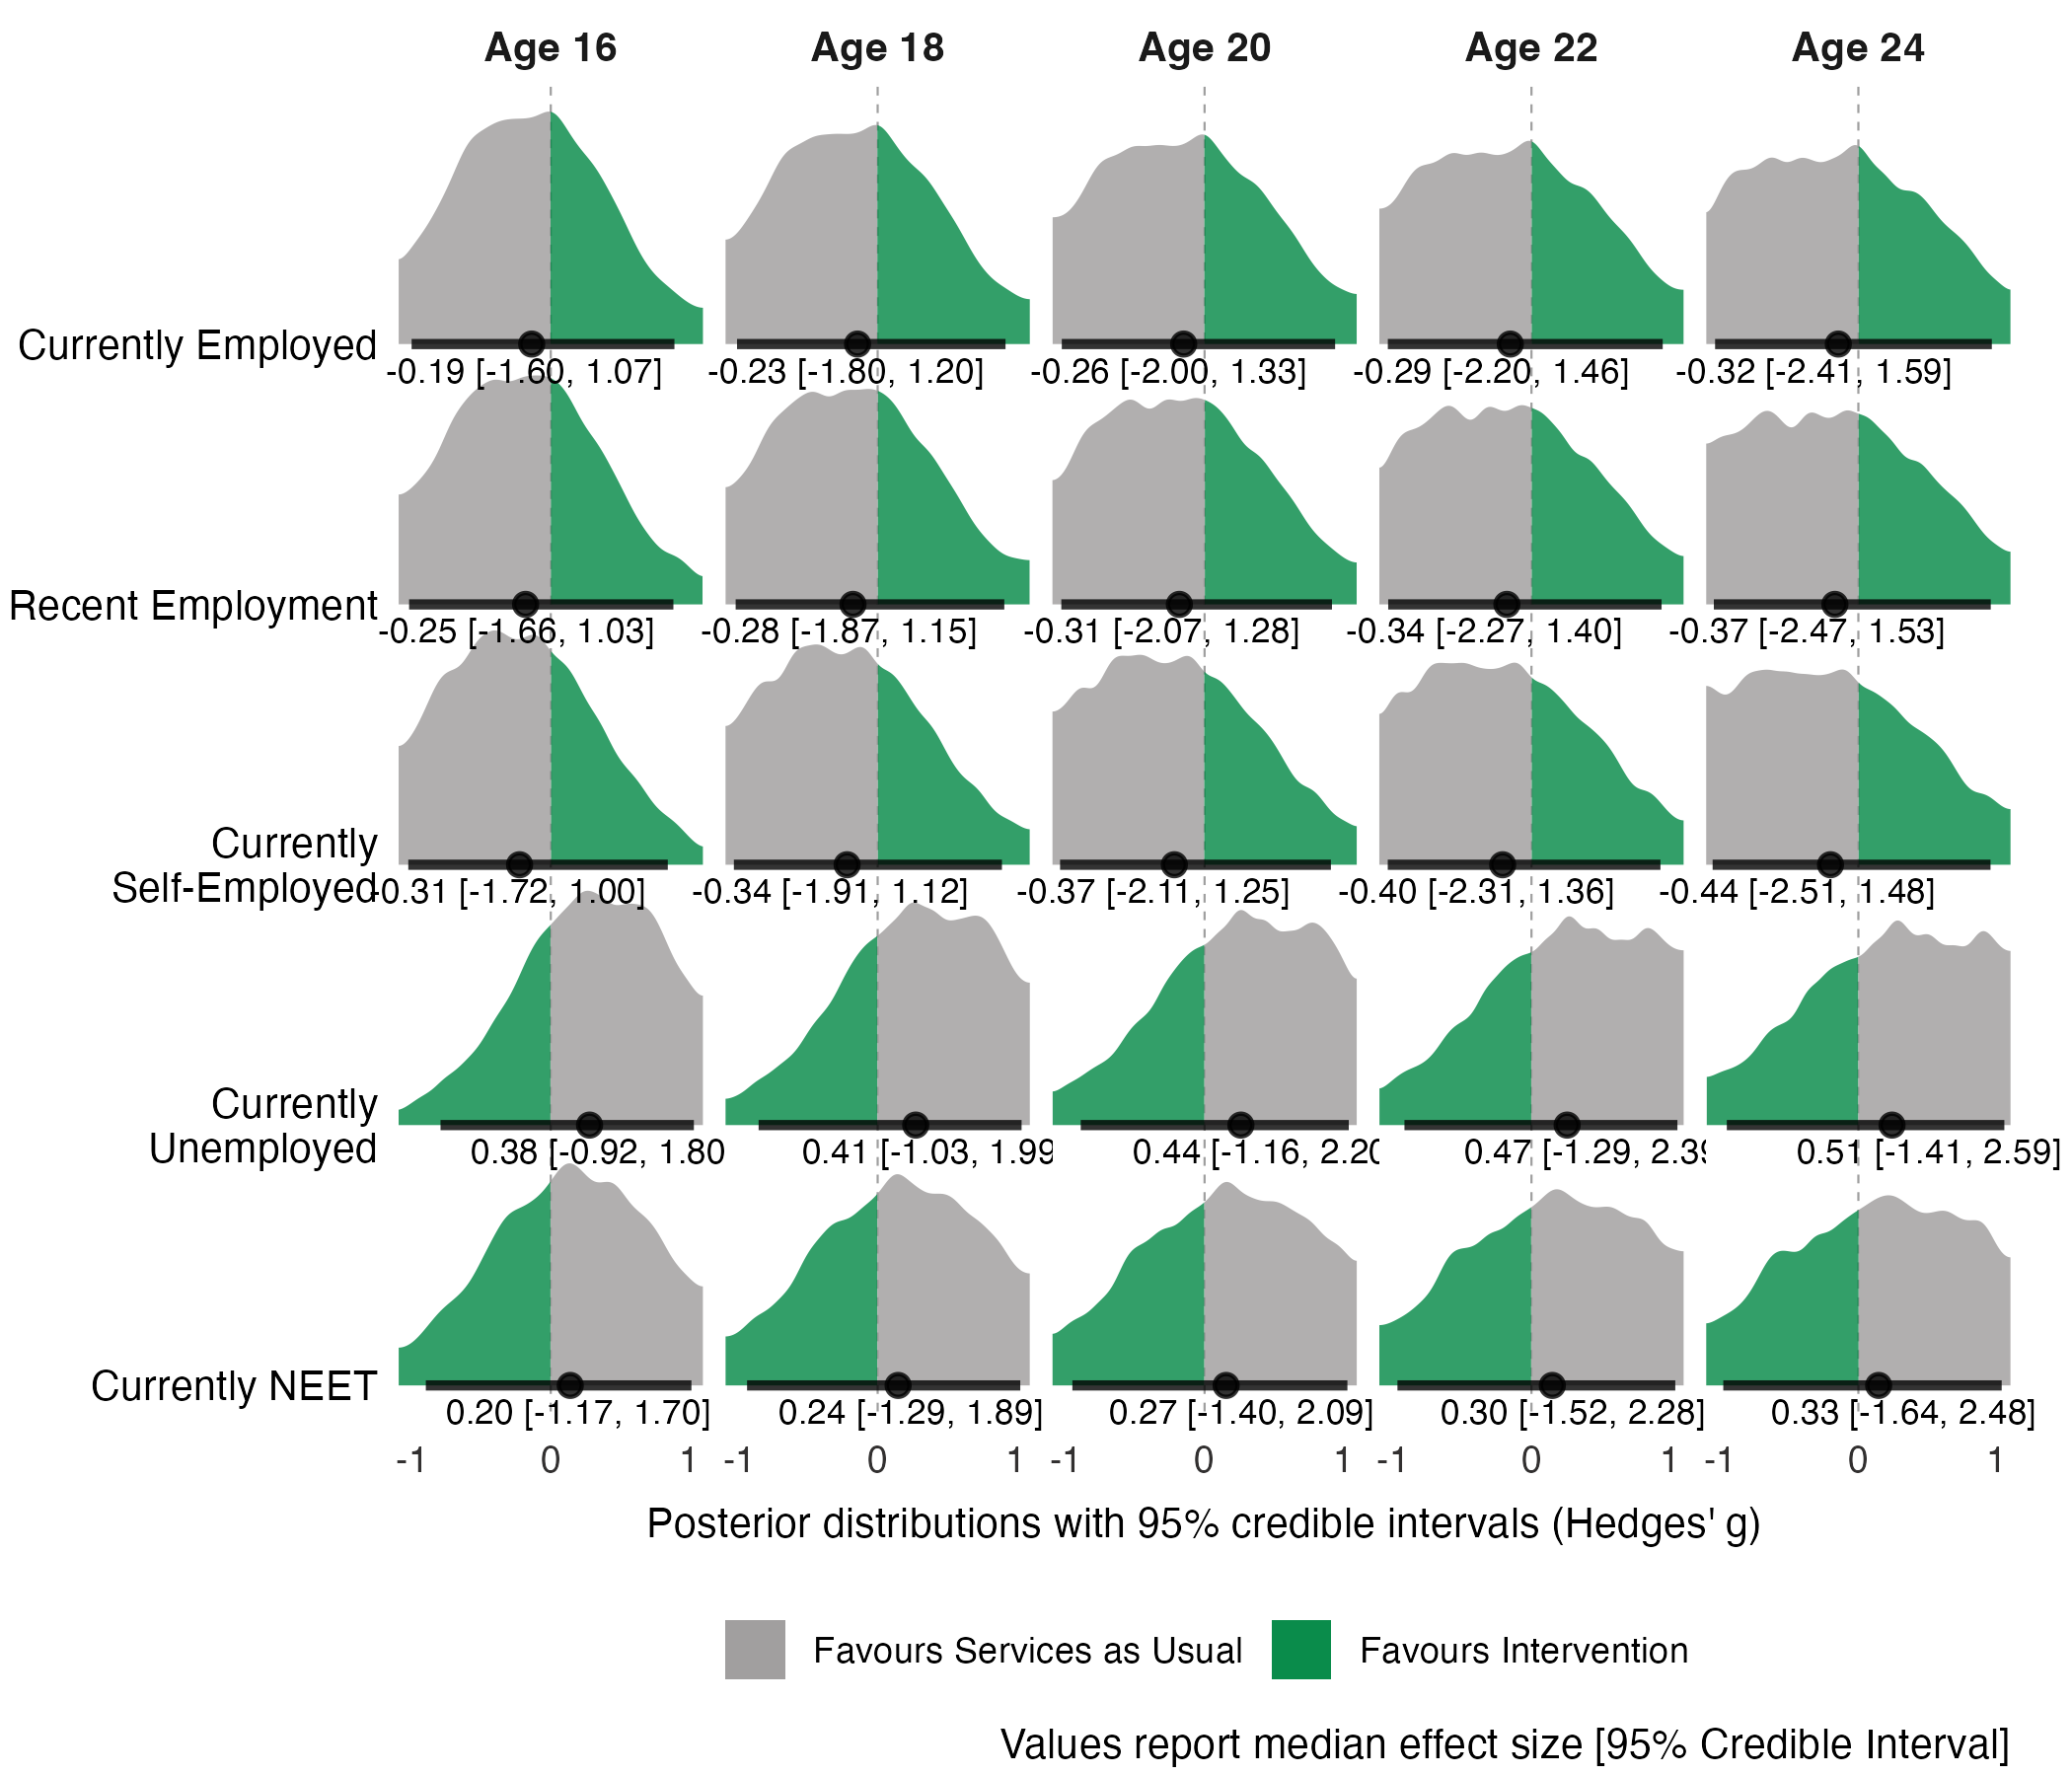 Age 16 Age 18 Age 20 Age 22 Age 24
Currently Employed
-0.19 [-1.60, 1.07] -0.23 [-1.80, 1.20] -0.26 [-2.00, 1.33] -0.29 [-2.20, 1.46] -0.32 [-2.41, 1.59]
Recent Employment
-0.25 [-1.66, 1.03] -0.28 [-1.87, 1.15] -0.31 [-2.07, 1.28] -0.34 [-2.27, 1.40] -0.37 [-2.47, 1.53]
Currently
Self-Employed
-0.31 [-1.72, 1.00] -0.34 [-1.91, 1.12] -0.37 [-2.11, 1.25] -0.40 [-2.31, 1.36] -0.44 [-2.51, 1.48]
Currently
Unemployed
0.38 [-0.92, 1.80 0.41 [-1.03, 1.99 0.44 [-1.16, 2.20 0.47 [-1.29, 2.39 0.51 [-1.41, 2.59]
Currently NEET
0.20 [-1.17, 1.70] 0.24 [-1.29, 1.89] 0.27 [-1.40, 2.09] 0.30 [-1.52, 2.28] 0.33 [-1.64, 2.48]
-1 0 1 -1 0 1 -1 0 1 -1 0 1 -1 0 1
Posterior distributions with 95% credible intervals (Hedges' g)
Favours Services as Usual Favours Intervention
Values report median effect size [95% Credible Interval]